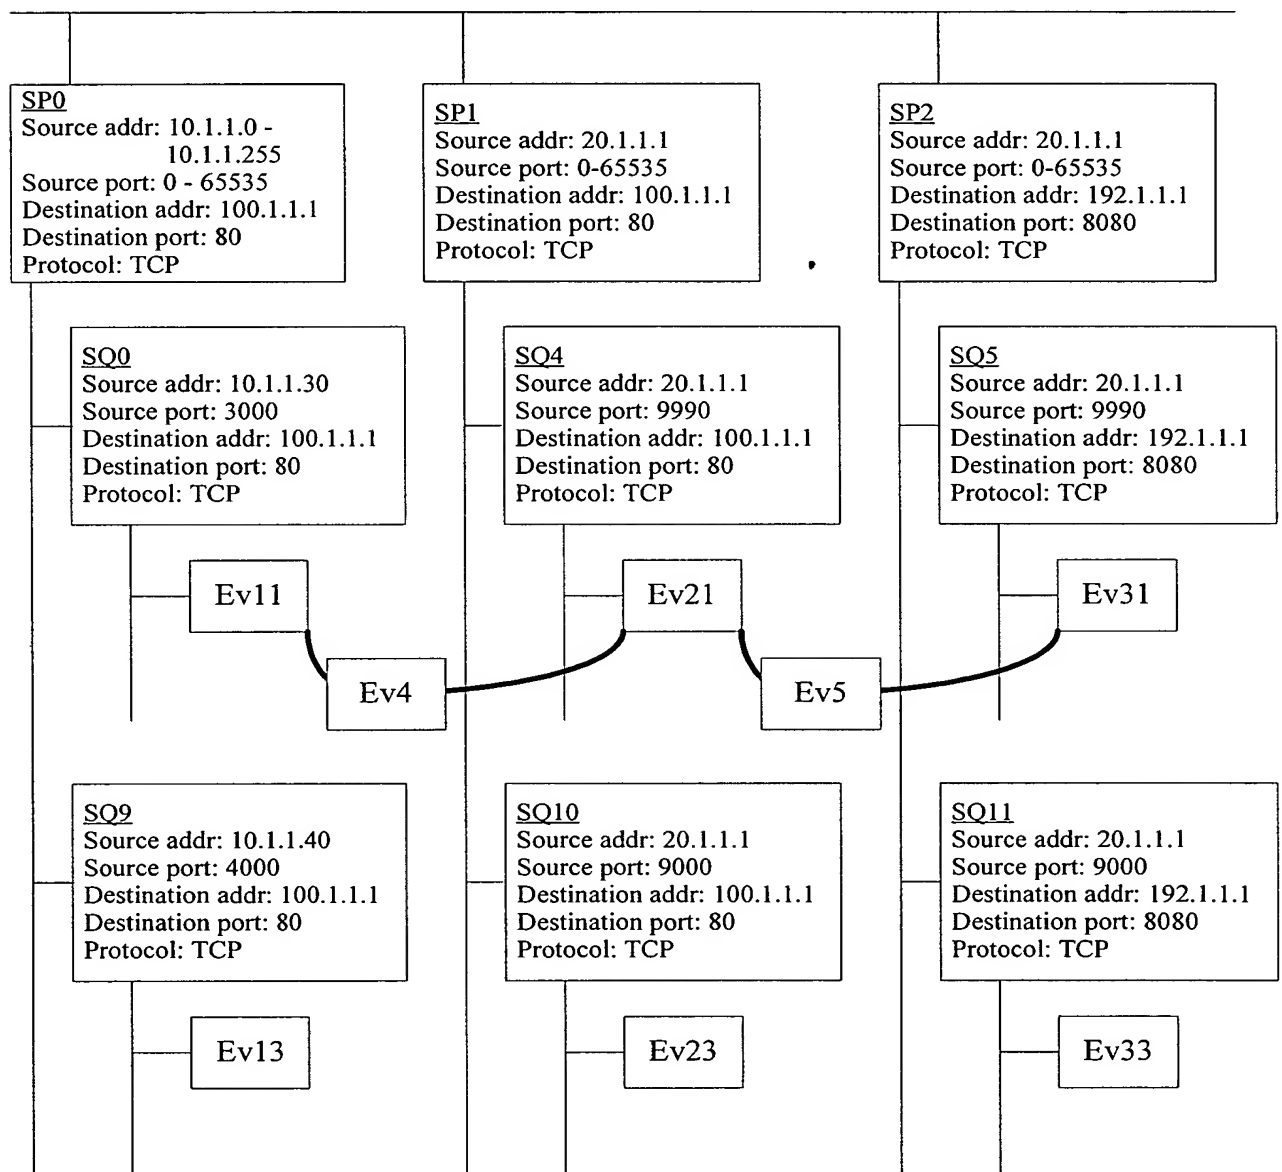 SP0
Source addr: 10.1.1.0 -
10.1.1.255
Source port: 0 - 65535
Destination addr: 100.1.1.1
Destination port: 80
Protocol: TCP
SP1
Source addr: 20.1.1.1
Source port: 0-65535
Destination addr: 100.1.1.1
Destination port: 80
Protocol: TCP
SP2
Source addr: 20.1.1.1
Source port: 0-65535
Destination addr: 192.1.1.1
Destination port: 8080
Protocol: TCP
SQ0
Source addr: 10.1.1.30
Source port: 3000
Destination addr: 100.1.1.1
Destination port: 80
Protocol: TCP
SQ4
Source addr: 20.1.1.1
Source port: 9990
Destination addr: 100.1.1.1
Destination port: 80
Protocol: TCP
SQ5
Source addr: 20.1.1.1
Source port: 9990
Destination addr: 192.1.1.1
Destination port: 8080
Protocol: TCP
Ev11
Ev21
Ev31
Ev4
Ev5
SQ9
Source addr: 10.1.1.40
Source port: 4000
Destination addr: 100.1.1.1
Destination port: 80
Protocol: TCP
SQ10
Source addr: 20.1.1.1
Source port: 9000
Destination addr: 100.1.1.1
Destination port: 80
Protocol: TCP
SQ11
Source addr: 20.1.1.1
Source port: 9000
Destination addr: 192.1.1.1
Destination port: 8080
Protocol: TCP
Ev13
Ev23
Ev33